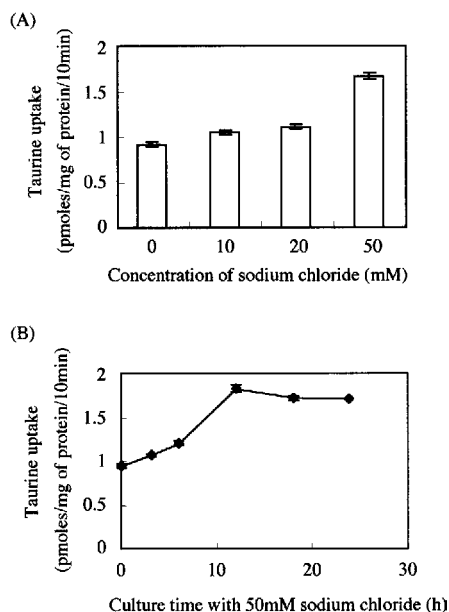 (A)
Taurine uptake
(pmoles/mg of protein/10min)
2
1.5
1
0.5
0
0 10 20 50
Concentration of sodium chloride (mM)
(B)
Taurine uptake
(pmoles/mg of protein/10min)
2
1.5
1
0.5
0
0 10 20 30
Culture time with 50mM sodium chloride (h)